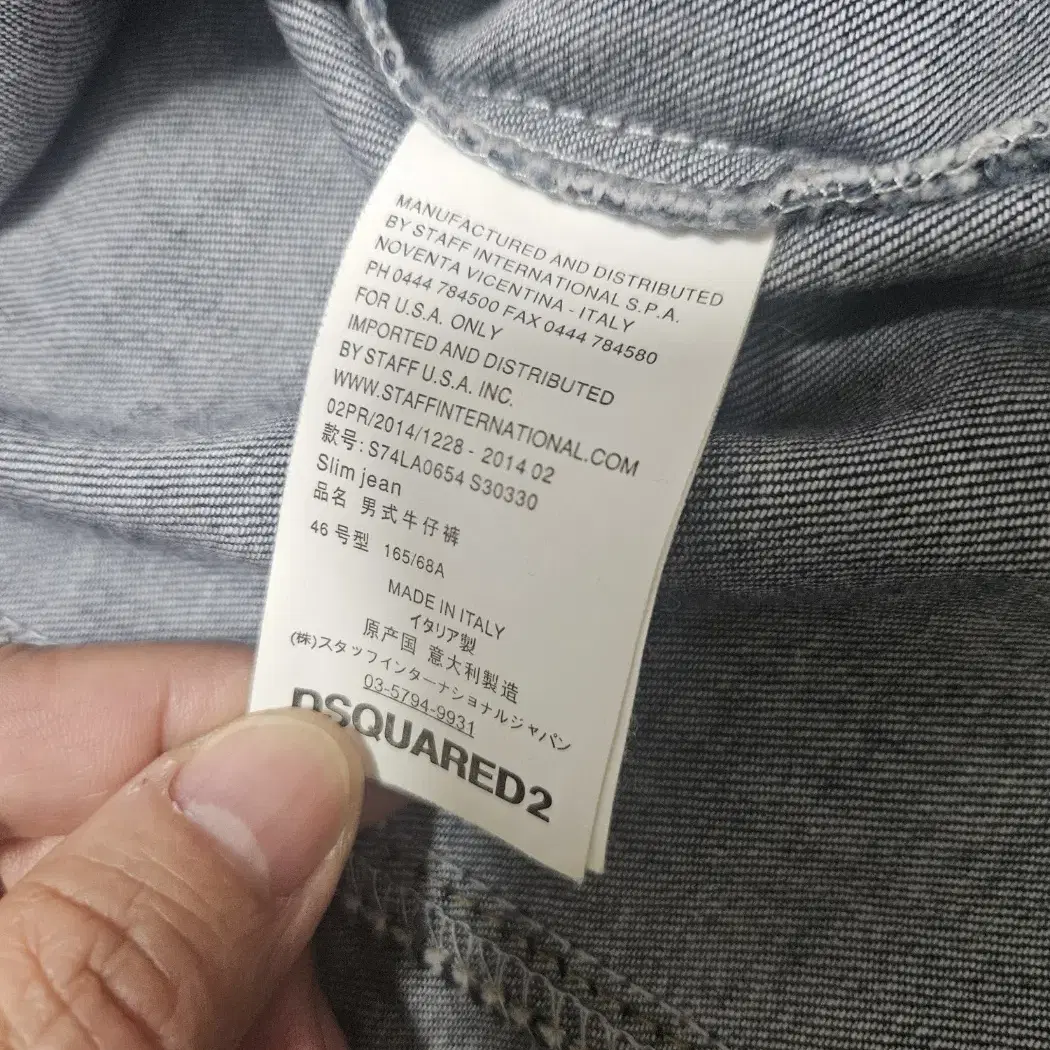 MANUFACTURED AND DISTRIBUTED
BY STAFF INTERNATIONAL S.P.A.
NOVENTA VICENTINA - ITALY
PH 0444 784500 FAX 0444 784580
FOR U.S.A. ONLY
IMPORTED AND DISTRIBUTED
BY STAFF U.S.A. INC.
WWW.STAFFINTERNATIONAL.COM
02PR/2014/1228 - 2014 02
款号: S74LA0654 S30330
Slim jean
品名 男式牛仔裤
46 号型 165/68A
MADE IN ITALY
イタリア製
原产国 意大利製造
(株)スタッフインターナショナルジャパン
03-5794-9931
DSQUARED2